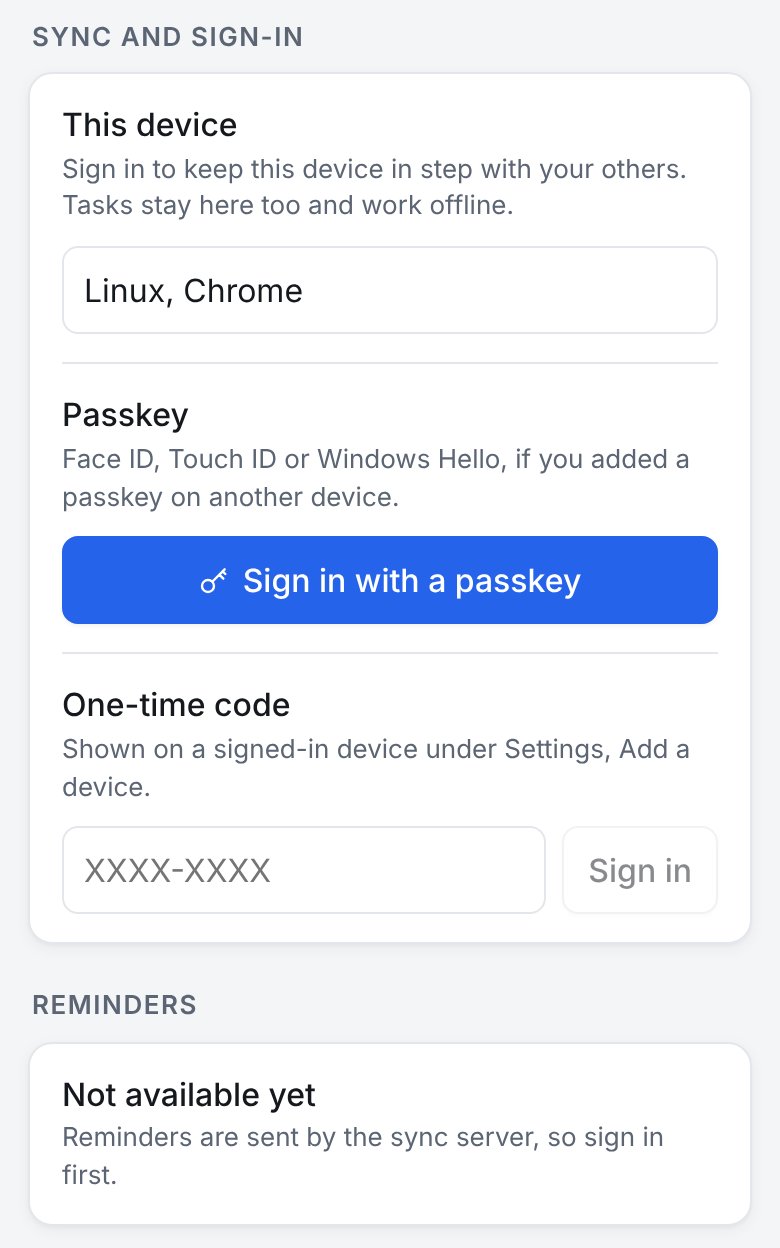 SYNC AND SIGN-IN
This device
Sign in to keep this device in step with your others.
Tasks stay here too and work offline.
Linux, Chrome
Passkey
Face ID, Touch ID or Windows Hello, if you added a
passkey on another device.
Sign in with a passkey
One-time code
Shown on a signed-in device under Settings, Add a
device.
XXXX-XXXX
Sign in
REMINDERS
Not available yet
Reminders are sent by the sync server, so sign in
first.